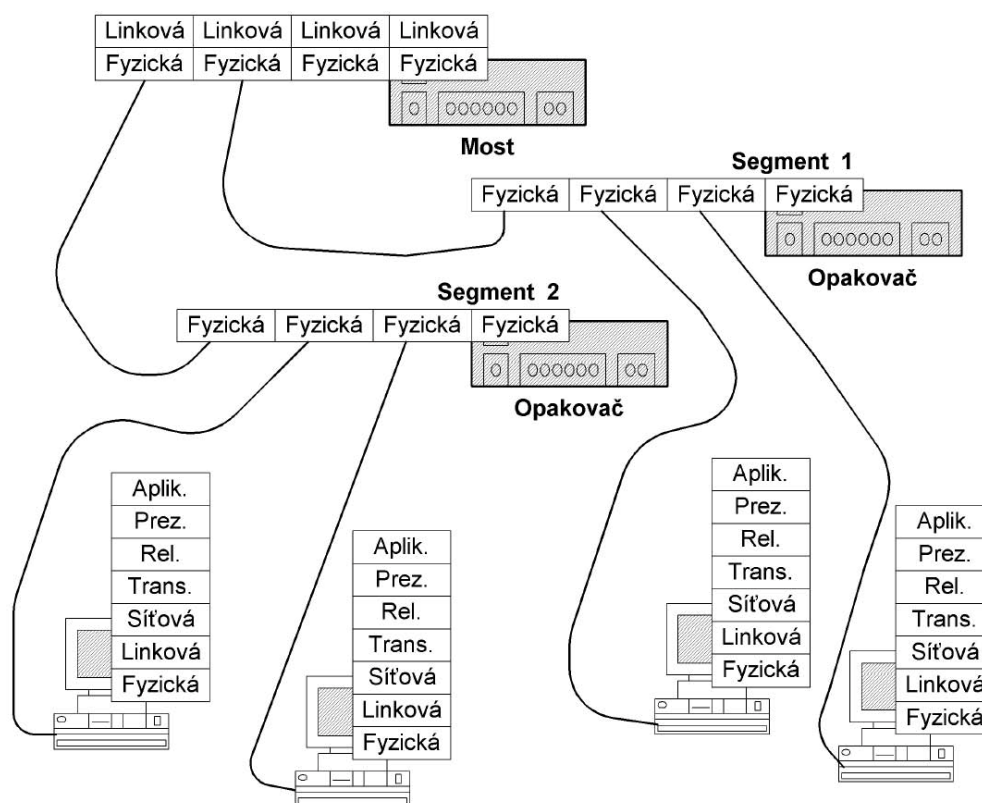 Linková Linková Linková Linková
Fyzická Fyzická Fyzická Fyzická
Most
Segment 1
Fyzická Fyzická Fyzická Fyzická
Opakovač
Segment 2
Fyzická Fyzická Fyzická Fyzická
Opakovač
Aplik.
Prez.
Rel.
Trans.
Síťová
Linková
Fyzická
Aplik.
Prez.
Rel.
Trans.
Síťová
Linková
Fyzická
Aplik.
Prez.
Rel.
Trans.
Síťová
Linková
Fyzická
Aplik.
Prez.
Rel.
Trans.
Síťová
Linková
Fyzická